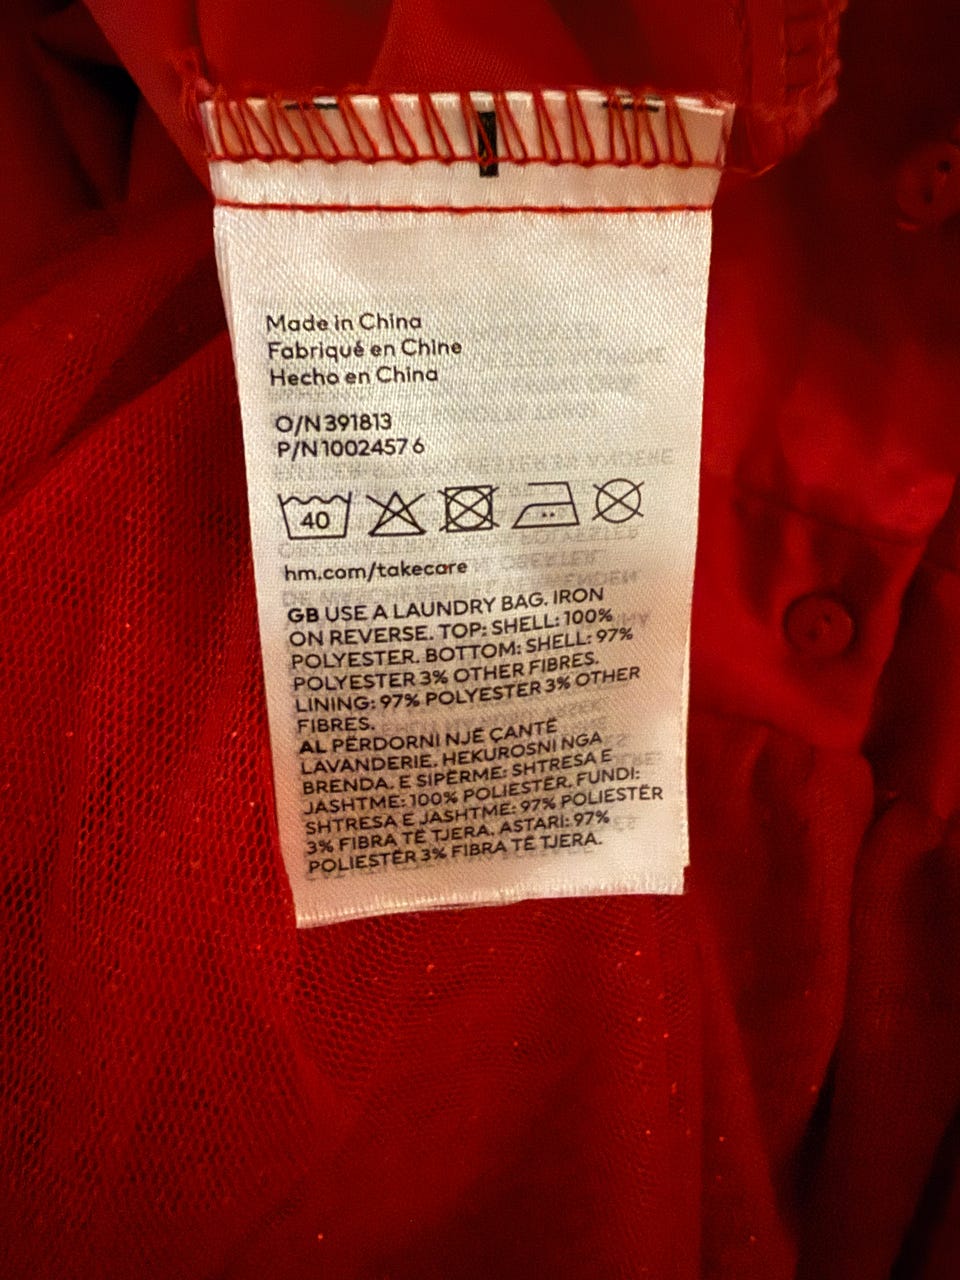 Made in China
Fabriqué en Chine
Hecho en China
O/N 391813
P/N 10024576
40
hm.com/takecare
GB USE A LAUNDRY BAG. IRON
ON REVERSE. TOP: SHELL: 100%
POLYESTER. BOTTOM: SHELL: 97%
POLYESTER 3% OTHER FIBRES.
LINING: 97% POLYESTER 3% OTHER
FIBRES.
AL PËRDORNI NJË ÇANTË
LAVANDERIE. HEKUROSNI NGA
BRENDA. E SIPËRME: SHTRESA E
JASHTME: 100% POLIESTËR. FUNDI:
SHTRESA E JASHTME: 97% POLIESTËR
3% FIBRA TË TJERA. ASTARI: 97%
POLIESTËR 3% FIBRA TË TJERA.